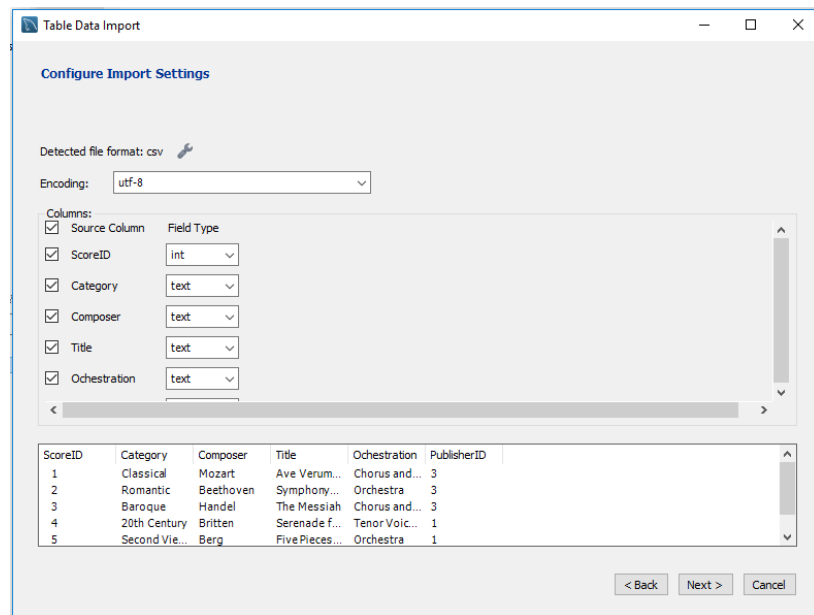 Table Data Import
Configure Import Settings
Detected file format: csv
Encoding: utf-8
Columns:
Source Column Field Type
ScoreID int
Category text
Composer text
Title text
Ochestration text
ScoreID Category Composer Title Ochestration PublisherID
1 Classical Mozart Ave Verum... Chorus and... 3
2 Romantic Beethoven Symphony... Orchestra 3
3 Baroque Handel The Messiah Chorus and... 3
4 20th Century Britten Serenade f... Tenor Voic... 1
5 Second Vie... Berg Five Pieces... Orchestra 1
< Back Next > Cancel